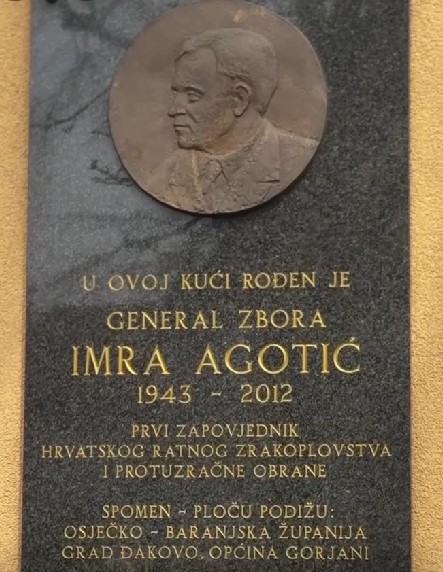 U OVOJ KUĆI ROĐEN JE
GENERAL ZBORA
IMRA AGOTIĆ
1943 - 2012
PRVI ZAPOVJEDNIK
HRVATSKOG RATNOG ZRAKOPLOVSTVA
I PROTUZRAČNE OBRANE
SPOMEN - PLOČU PODIŽU:
OSJEČKO - BARANJSKA ŽUPANIJA
GRAD ĐAKOVO, OPĆINA GORJANI